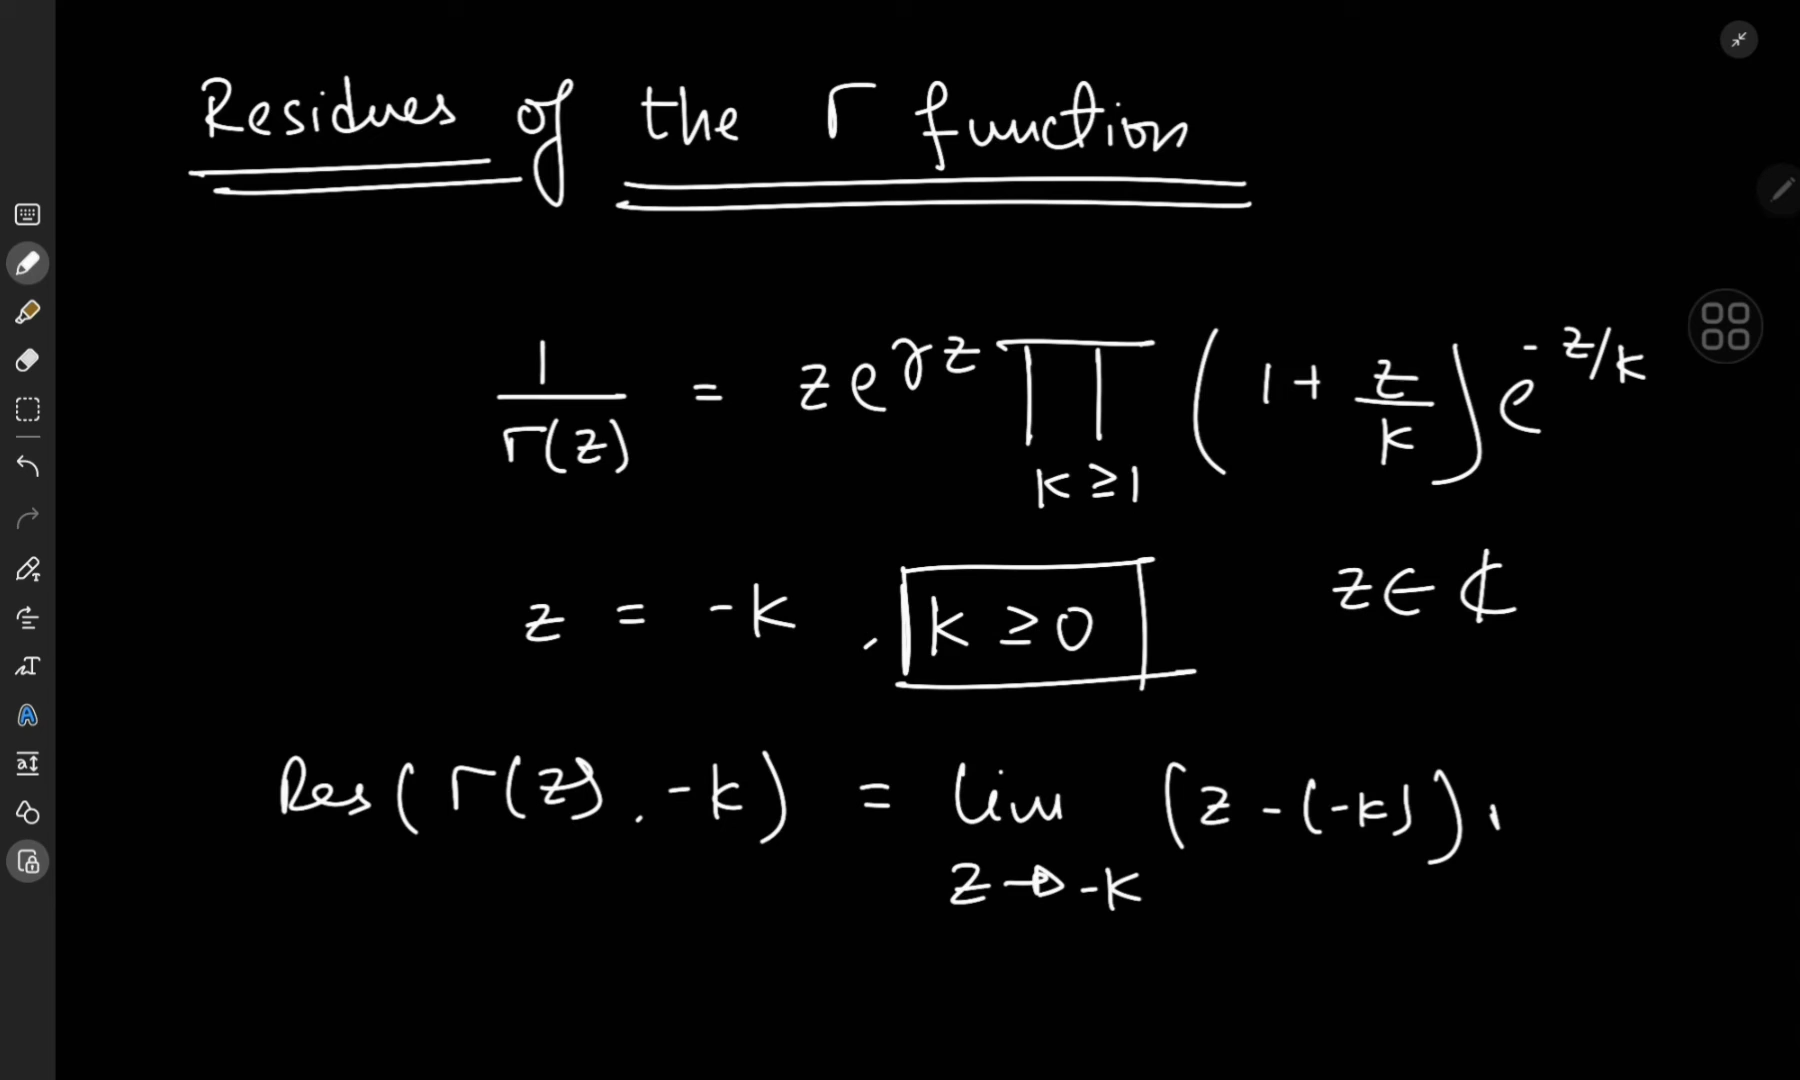 Residues of the Γ function
1/Γ(z) = z e^{γz} ∏_{k≥1} (1 + z/k) e^{-z/k}
z = -k , k ≥ 0 z ∈ ℂ
Res(Γ(z), -k) = lim_{z→-k} (z - (-k))